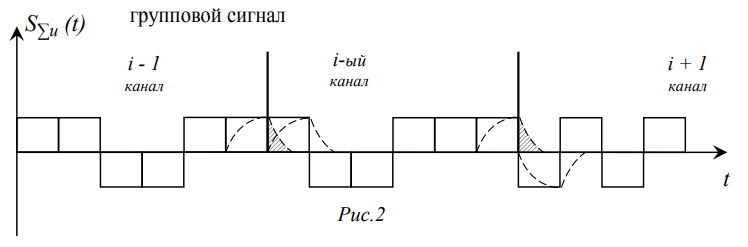 групповой сигнал
S∑и (t)
i - 1
канал
i-ый
канал
i + 1
канал
t
Рис.2